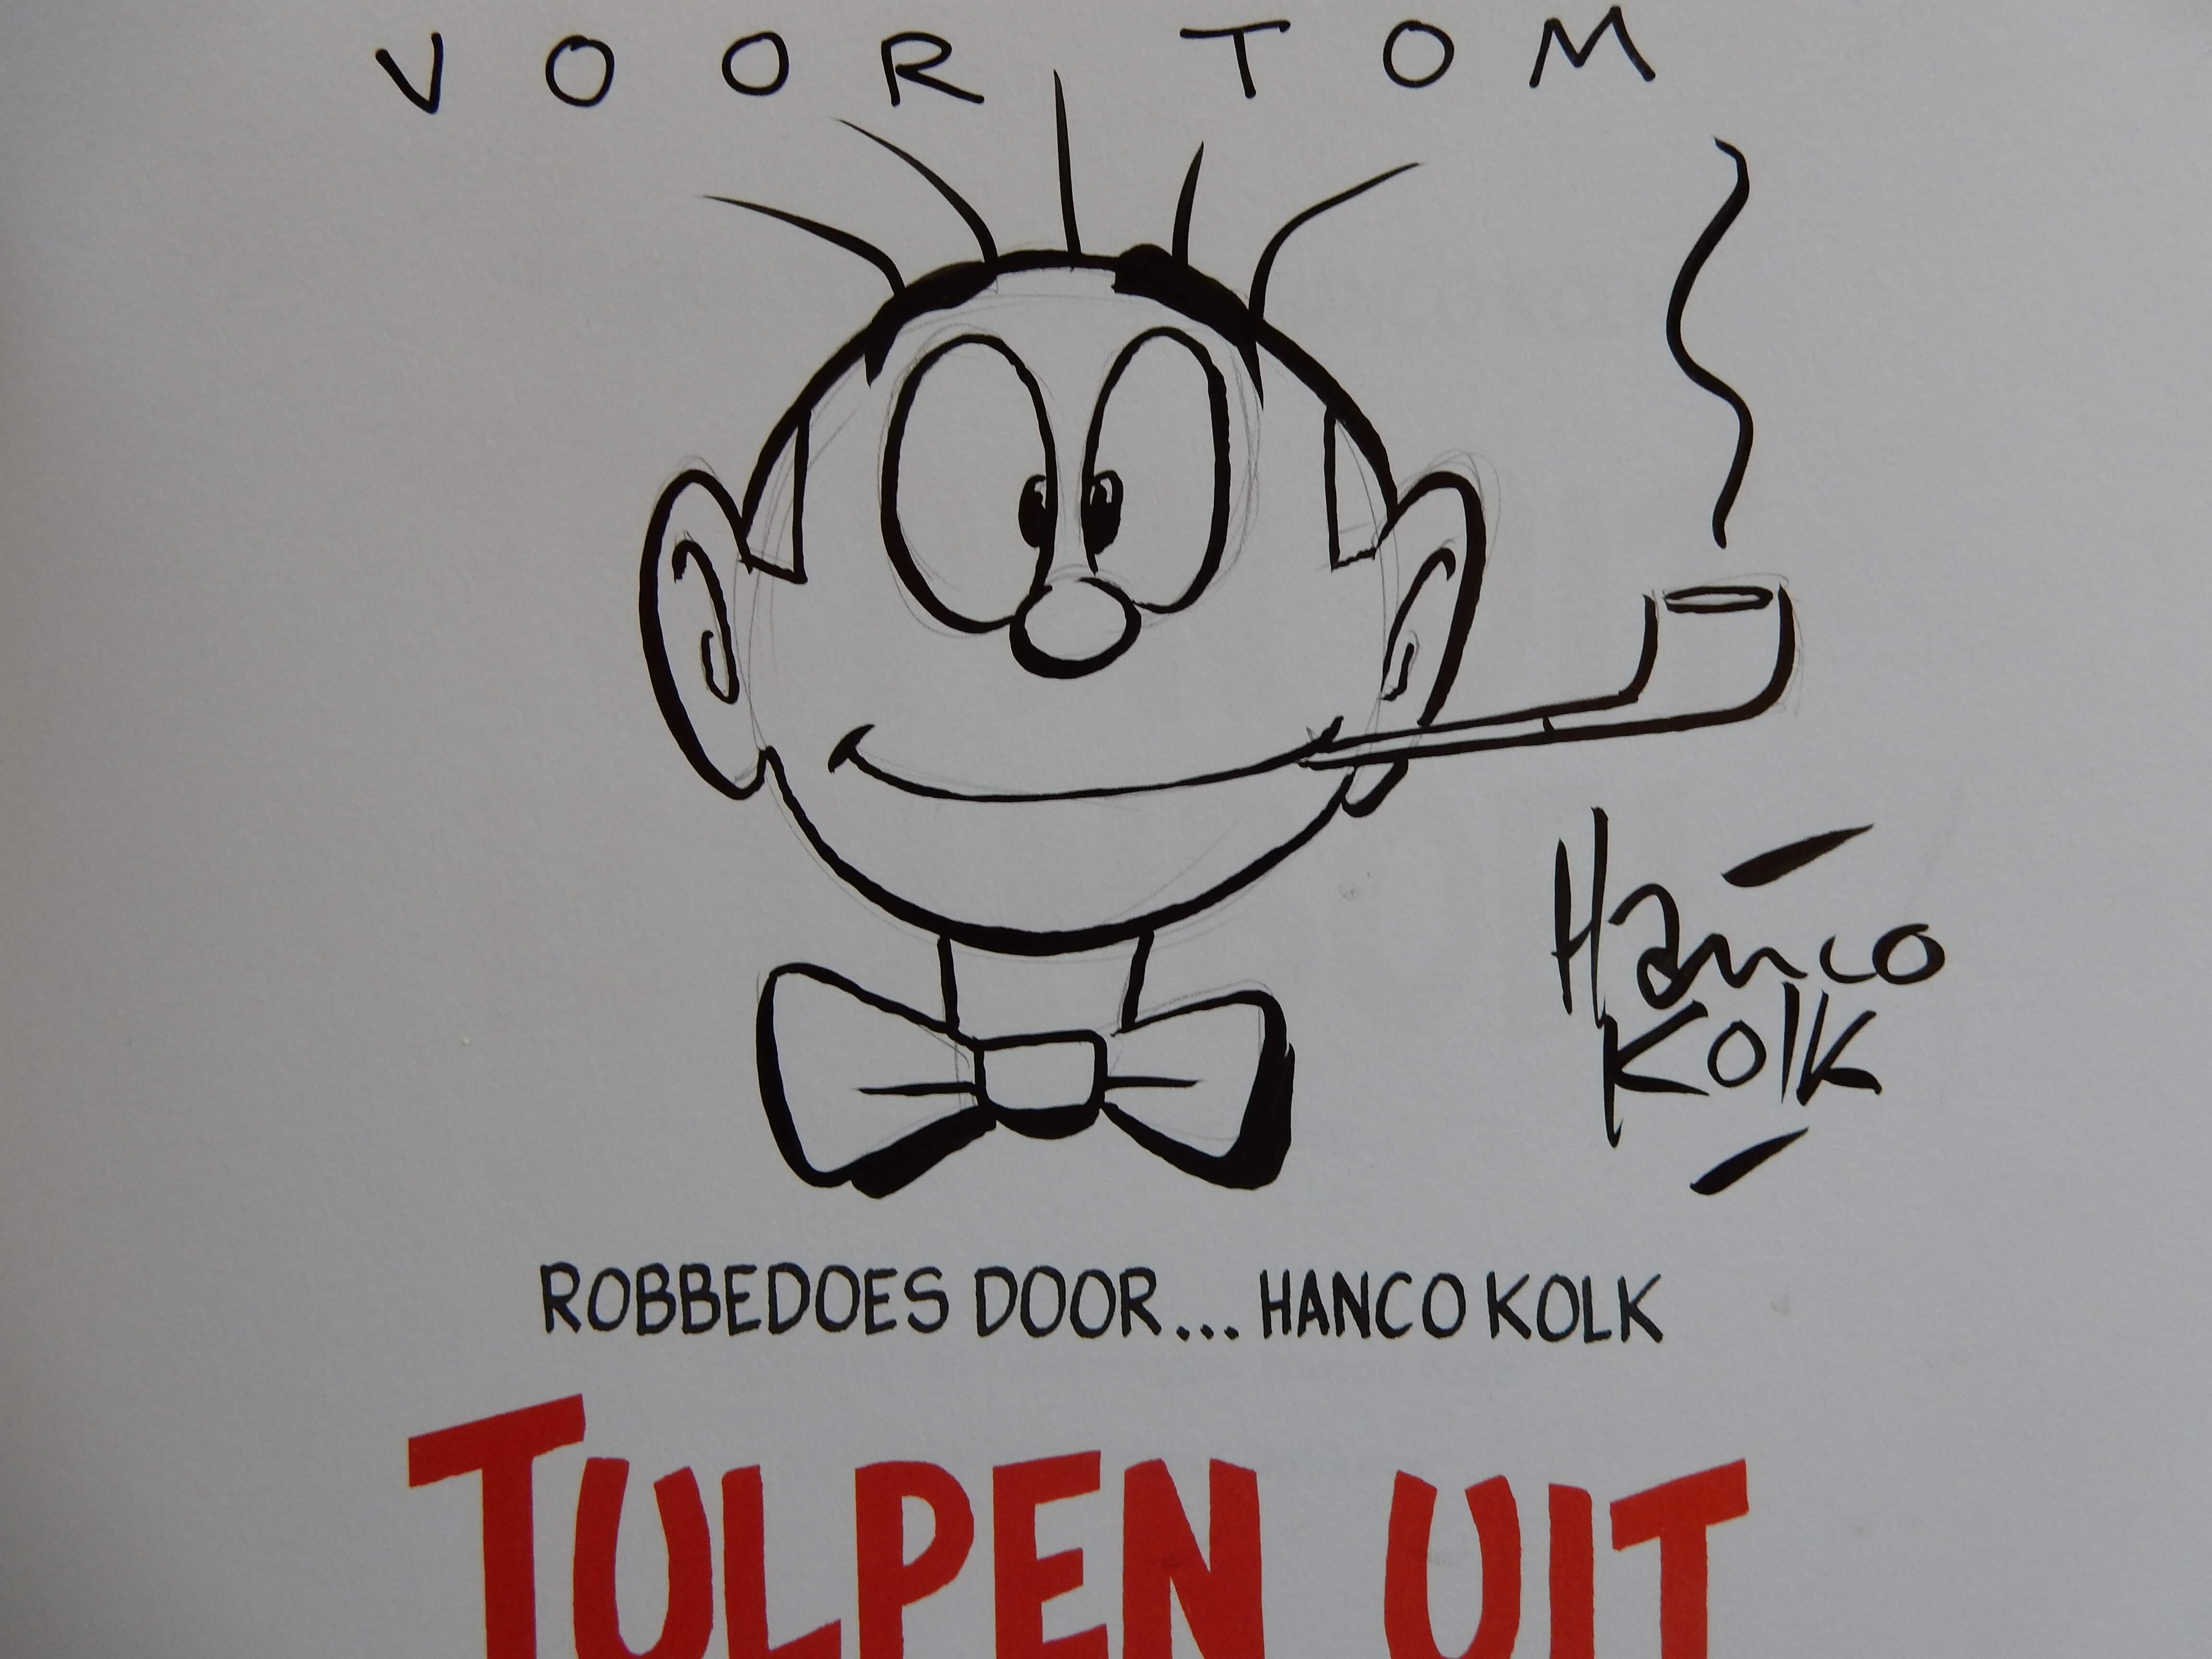 VOOR TOM
Hanco
Kolk
ROBBEDOES DOOR... HANCO KOLK
TULPEN UIT